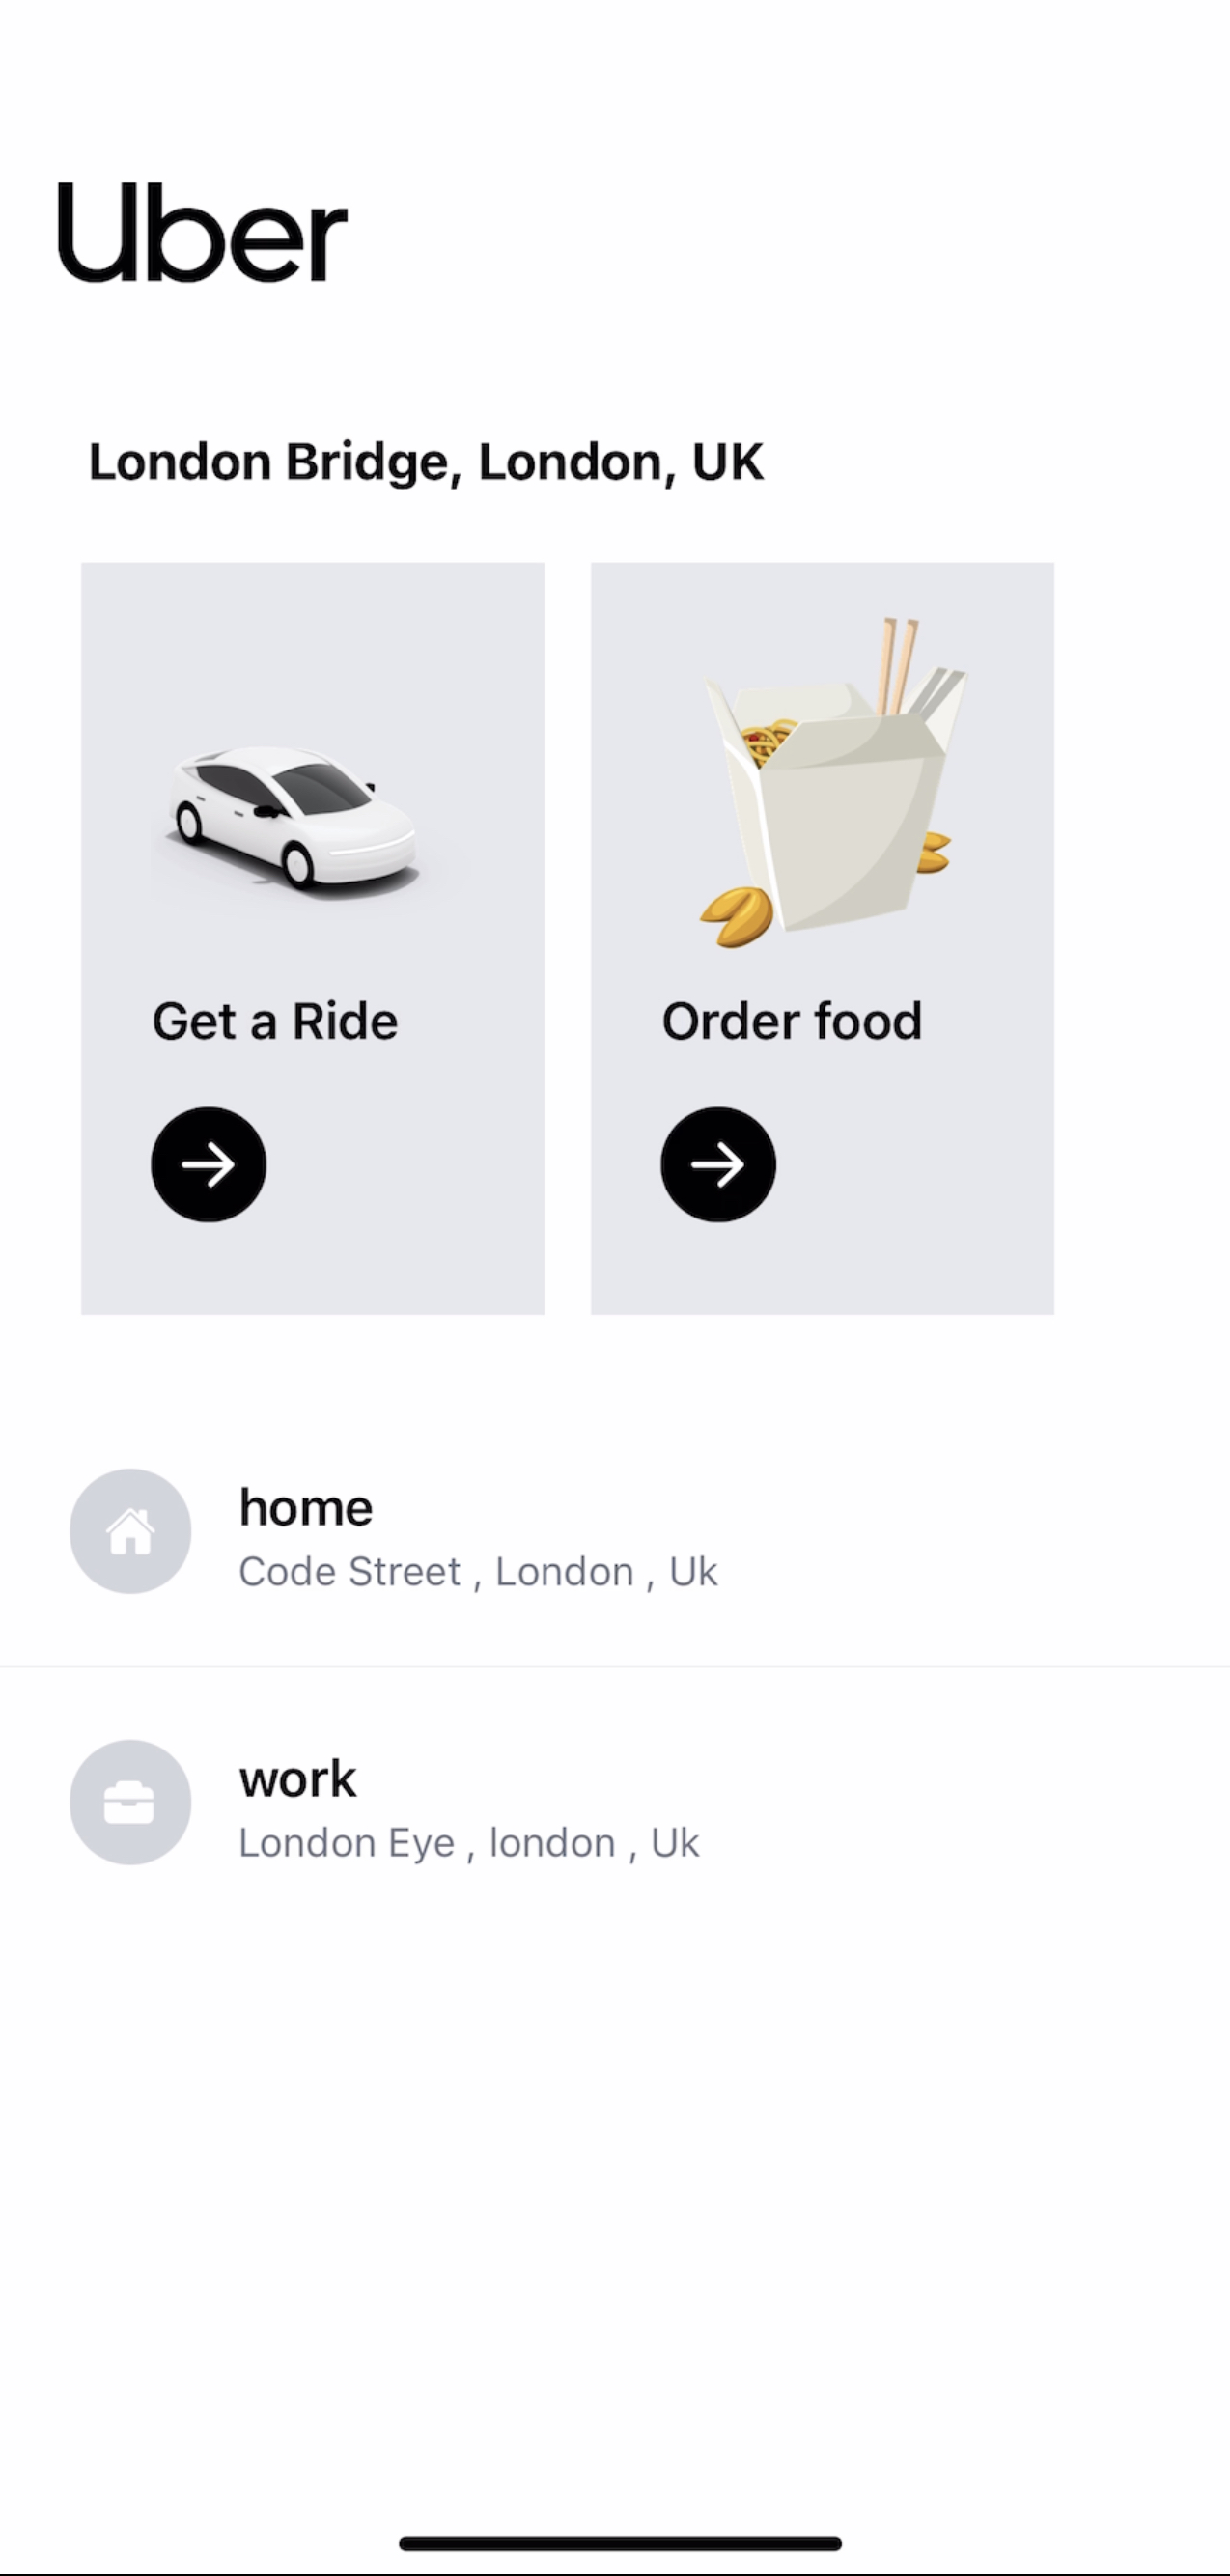 Uber
London Bridge, London, UK
Get a Ride
Order food
home
Code Street , London , Uk
work
London Eye , london , Uk